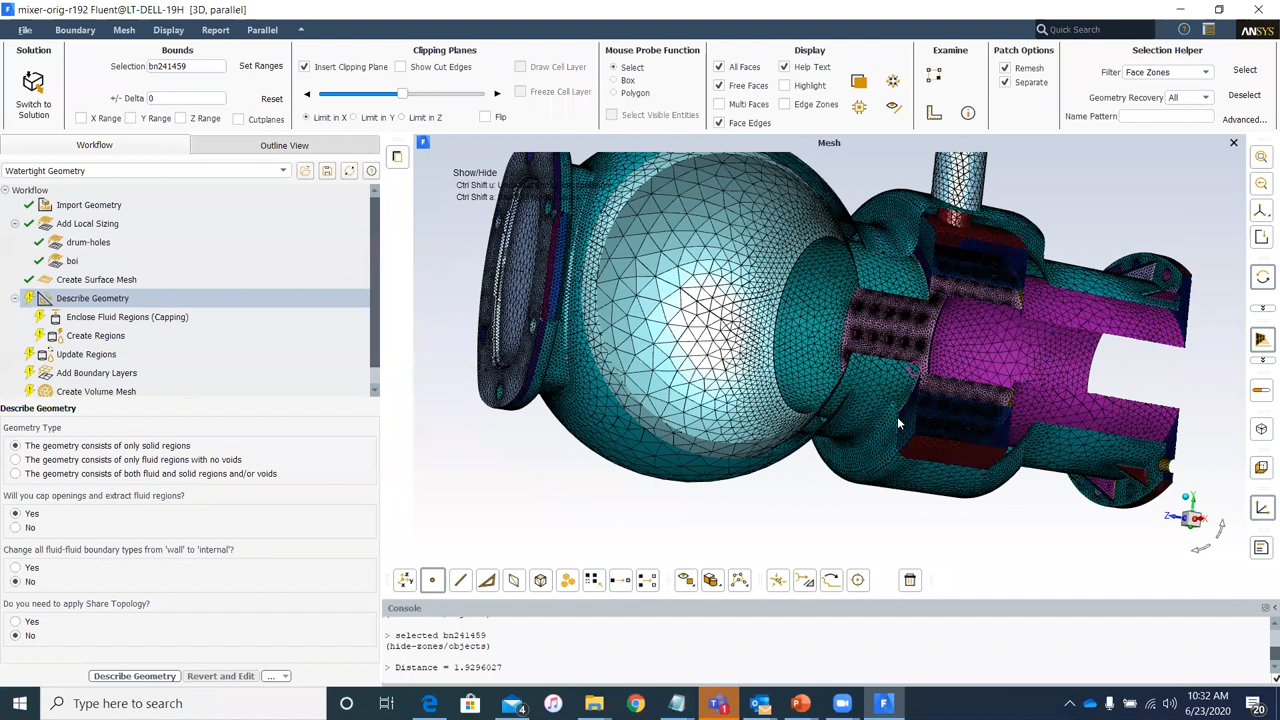 mixer-orig-r192 Fluent@LT-DELL-19H [3D, parallel]
File Boundary Mesh Display Report Parallel
Quick Search
ANSYS
Solution
Switch to
Solution
Bounds
Selection bn241459 Set Ranges
+/- Delta 0 Reset
X Range Y Range Z Range Cutplanes
Clipping Planes
Insert Clipping Plane Show Cut Edges
Limit in X Limit in Y Limit in Z Flip
Draw Cell Layer
Freeze Cell Layer
Mouse Probe Function
Select
Box
Polygon
Select Visible Entities
Display
All Faces Help Text
Free Faces Highlight
Multi Faces Edge Zones
Face Edges
Examine
Patch Options
Remesh
Separate
Selection Helper
Filter Face Zones Select
Geometry Recovery All Deselect
Name Pattern Advanced...
Workflow Outline View
Watertight Geometry
Workflow
Import Geometry
Add Local Sizing
drum-holes
boi
Create Surface Mesh
Describe Geometry
Enclose Fluid Regions (Capping)
Create Regions
Update Regions
Add Boundary Layers
Create Volume Mesh
Describe Geometry
Geometry Type
The geometry consists of only solid regions
The geometry consists of only fluid regions with no voids
The geometry consists of both fluid and solid regions and/or voids
Will you cap openings and extract fluid regions?
Yes
No
Change all fluid-fluid boundary types from 'wall' to 'internal'?
Yes
No
Do you need to apply Share Topology?
Yes
No
Describe Geometry Revert and Edit ...
Mesh
Show/Hide
Ctrl Shift u:
Ctrl Shift a:
Y
Z X
Console
> selected bn241459
(hide-zones/objects)
> Distance = 1.9296027
Type here to search
4
1
10:32 AM
6/23/2020
20